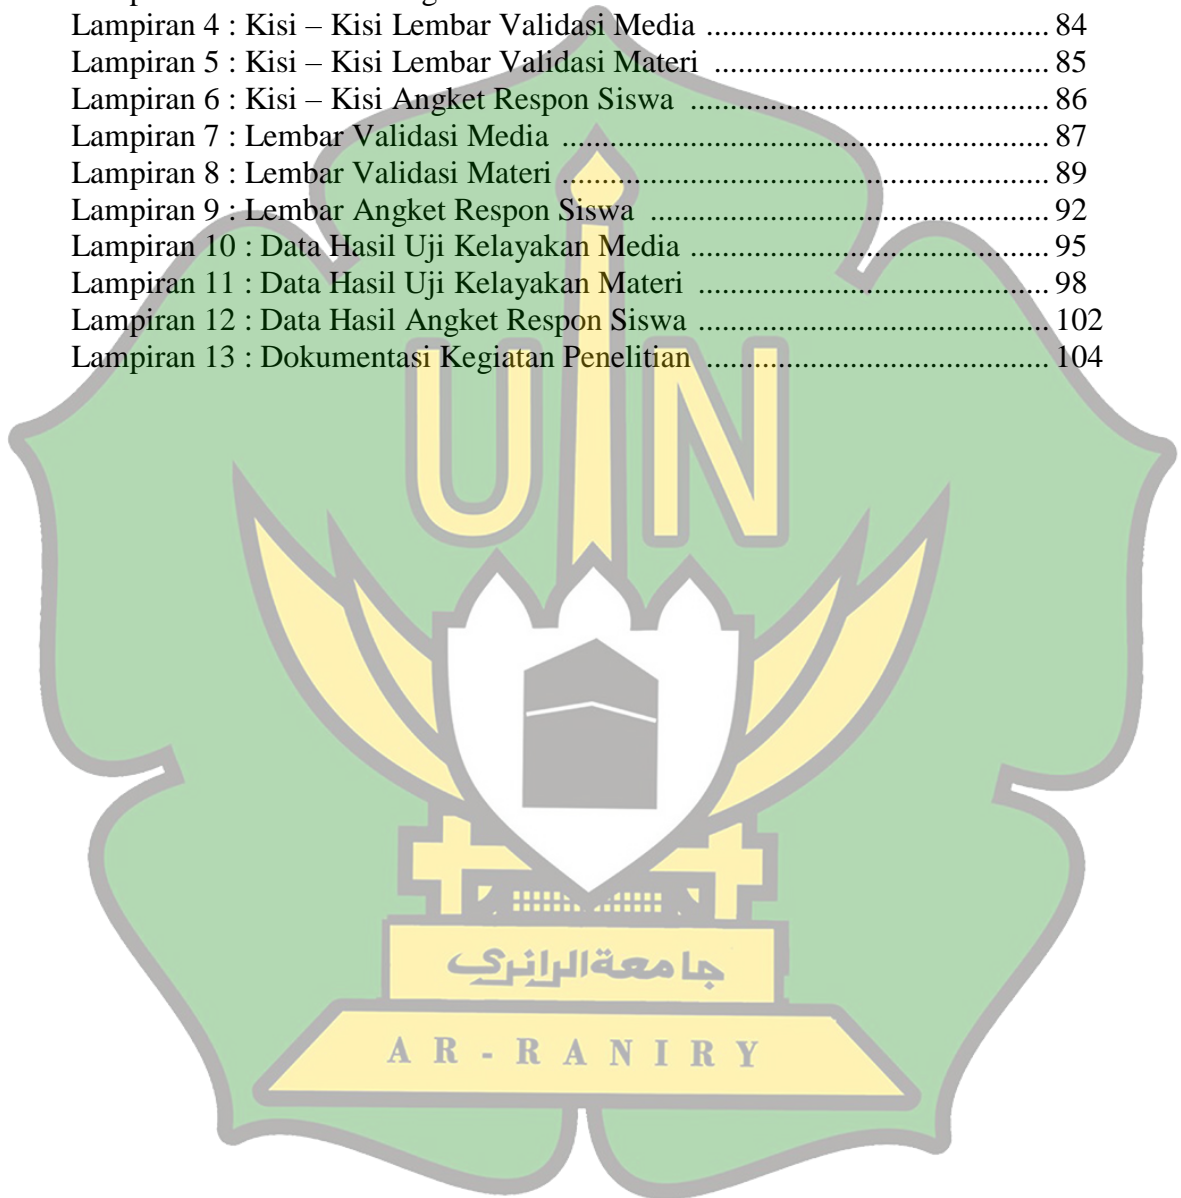 Lampiran 4 : Kisi – Kisi Lembar Validasi Media ........................................... 84
Lampiran 5 : Kisi – Kisi Lembar Validasi Materi .......................................... 85
Lampiran 6 : Kisi – Kisi Angket Respon Siswa ............................................. 86
Lampiran 7 : Lembar Validasi Media ............................................................. 87
Lampiran 8 : Lembar Validasi Materi ............................................................. 89
Lampiran 9 : Lembar Angket Respon Siswa .................................................. 92
Lampiran 10 : Data Hasil Uji Kelayakan Media ............................................. 95
Lampiran 11 : Data Hasil Uji Kelayakan Materi ............................................ 98
Lampiran 12 : Data Hasil Angket Respon Siswa ............................................ 102
Lampiran 13 : Dokumentasi Kegiatan Penelitian ........................................... 104
UIN
جامعة الرانري
AR-RANIRY